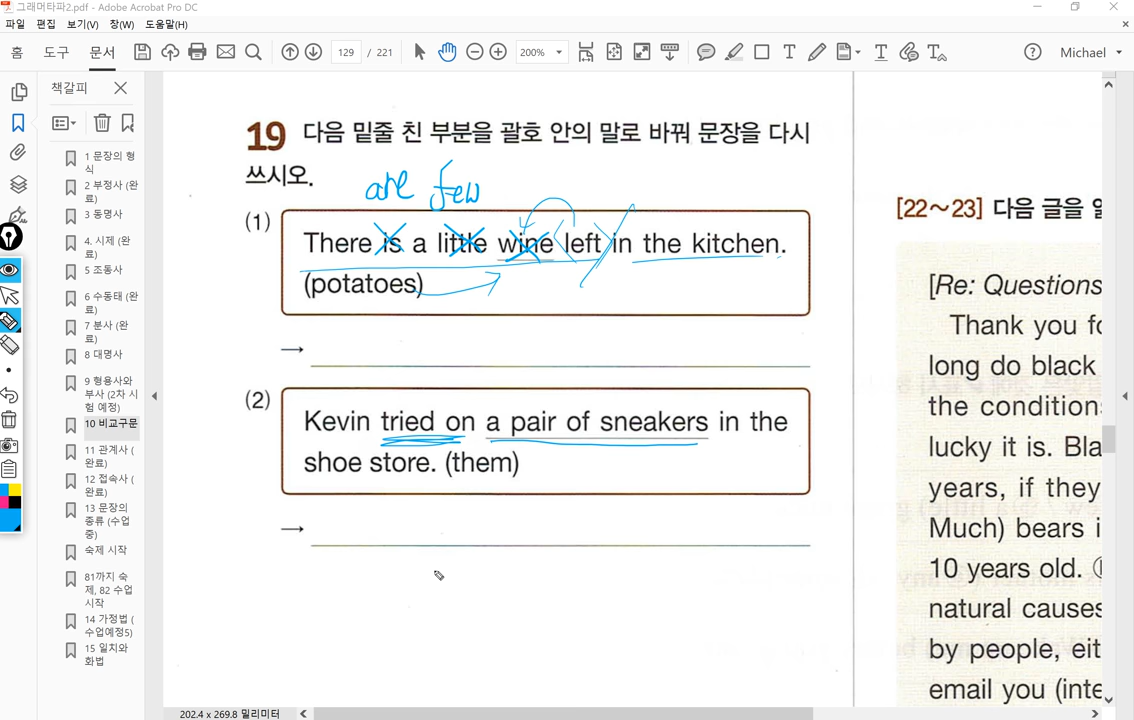 그래머타파2.pdf - Adobe Acrobat Pro DC
파일 편집 보기(V) 창(W) 도움말(H)
홈 도구 문서 129 / 221 200% Michael
책갈피
1 문장의 형
식
2 부정사 (완
료)
3 동명사
4. 시제 (완
료)
5 조동사
6 수동태 (완
료)
7 분사 (완
료)
8 대명사
9 형용사와
부사 (2차 시
험 예정)
10 비교구문
11 관계사 (
완료)
12 접속사 (
완료)
13 문장의
종류 (수업
중)
숙제 시작
81까지 숙
제, 82 수업
시작
14 가정법 (
수업예정5)
15 일치와
화법
19 다음 밑줄 친 부분을 괄호 안의 말로 바꿔 문장을 다시
쓰시오.
are few
(1)
There is a little wine left in the kitchen.
(potatoes)
→
(2)
Kevin tried on a pair of sneakers in the
shoe store. (them)
→
[22～23] 다음 글을 읽
[Re: Questions
Thank you fo
long do black
the conditions
lucky it is. Bla
years, if they
Much) bears i
10 years old. (
natural causes
by people, eit
email you (inte
202.4 x 269.8 밀리미터